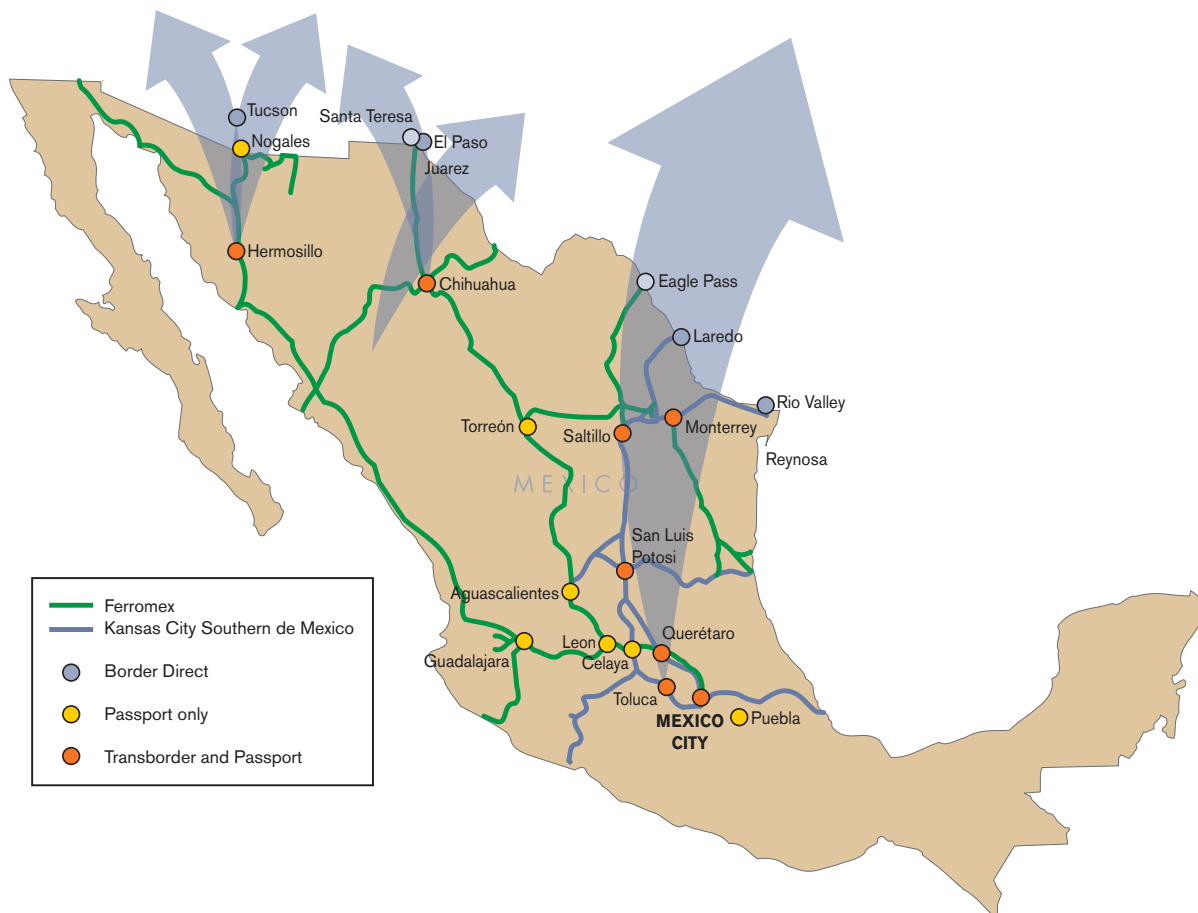 Tucson
Nogales
Santa Teresa
El Paso
Juarez
Hermosillo
Chihuahua
Eagle Pass
Laredo
Rio Valley
Torreón
Saltillo
Monterrey
Reynosa
MEXICO
San Luis
Potosi
Aguascalientes
Leon
Celaya
Querétaro
Guadalajara
Toluca
MEXICO
CITY
Puebla
Ferromex
Kansas City Southern de Mexico
Border Direct
Passport only
Transborder and Passport